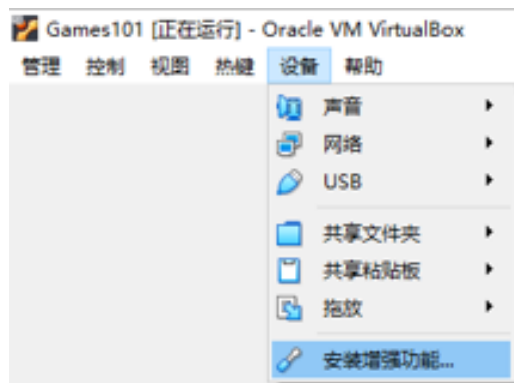 Games101 [正在运行] - Oracle VM VirtualBox
管理 控制 视图 热键 设备 帮助
声音
网络
USB
共享文件夹
共享粘贴板
拖放
安装增强功能...